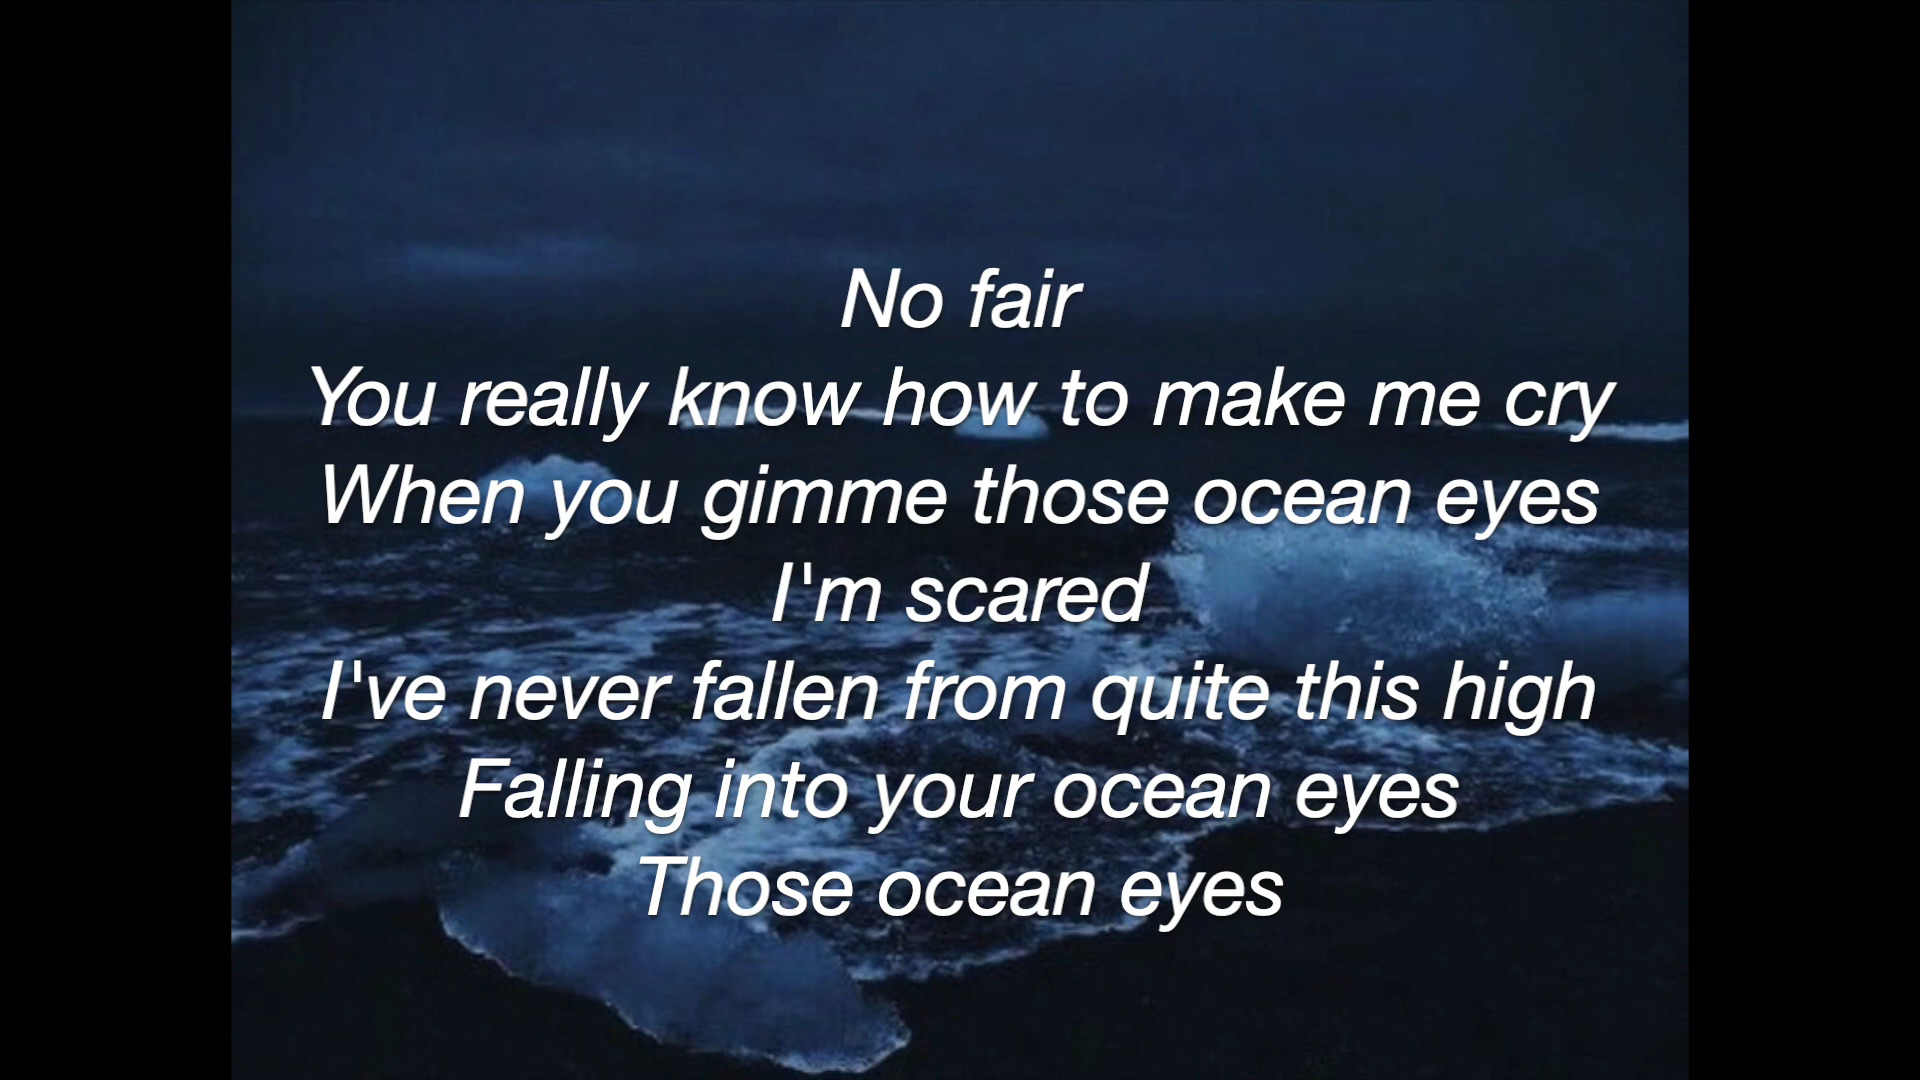 No fair
You really know how to make me cry
When you gimme those ocean eyes
I'm scared
I've never fallen from quite this high
Falling into your ocean eyes
Those ocean eyes